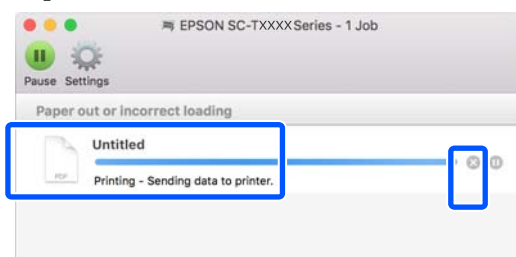 EPSON SC-TXXXX Series - 1 Job
Pause Settings
Paper out or incorrect loading
Untitled
PDF
Printing - Sending data to printer.